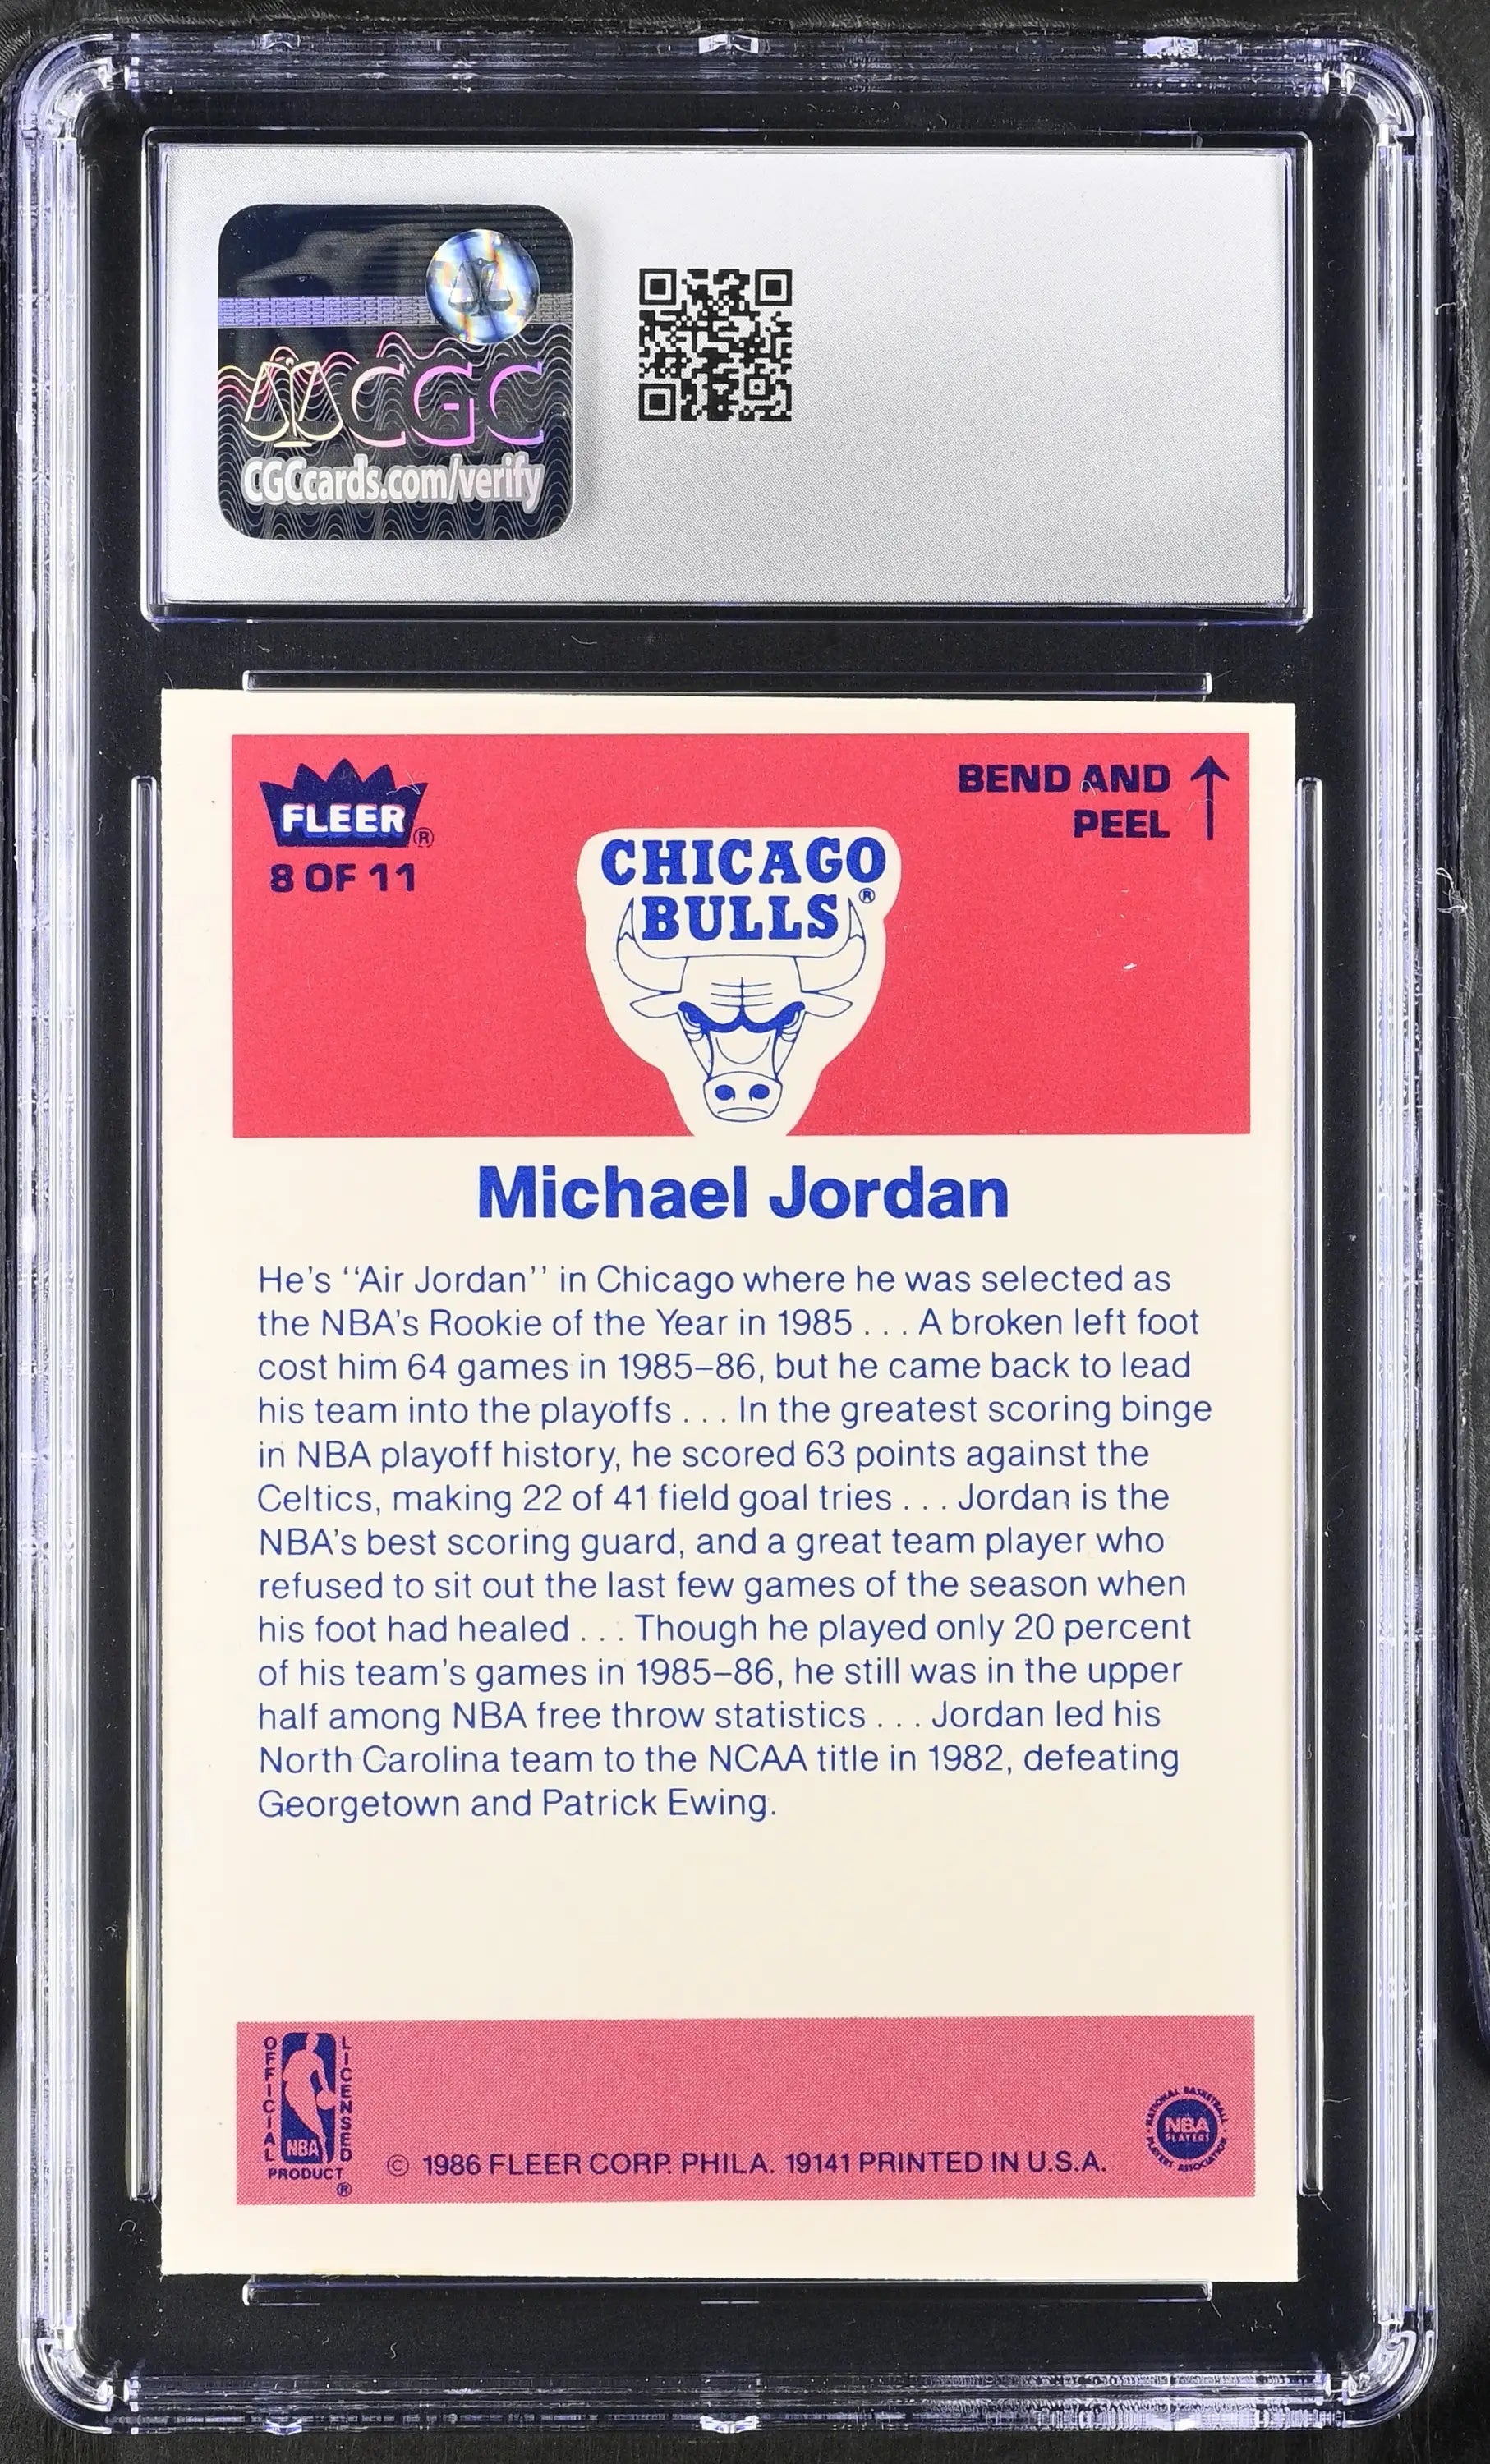 CGC
CGCcards.com/verify
FLEER®
8 OF 11
BEND AND
PEEL
CHICAGO
BULLS®
Michael Jordan
He's ‘‘Air Jordan’’ in Chicago where he was selected as
the NBA's Rookie of the Year in 1985 . . . A broken left foot
cost him 64 games in 1985–86, but he came back to lead
his team into the playoffs . . . In the greatest scoring binge
in NBA playoff history, he scored 63 points against the
Celtics, making 22 of 41 field goal tries . . . Jordan is the
NBA's best scoring guard, and a great team player who
refused to sit out the last few games of the season when
his foot had healed . . . Though he played only 20 percent
of his team's games in 1985–86, he still was in the upper
half among NBA free throw statistics . . . Jordan led his
North Carolina team to the NCAA title in 1982, defeating
Georgetown and Patrick Ewing.
OFFICIAL
NBA
LICENSED
PRODUCT
®
© 1986 FLEER CORP. PHILA. 19141 PRINTED IN U.S.A.
NATIONAL BASKETBALL
NBA
PLAYERS
PLAYERS ASSOCIATION